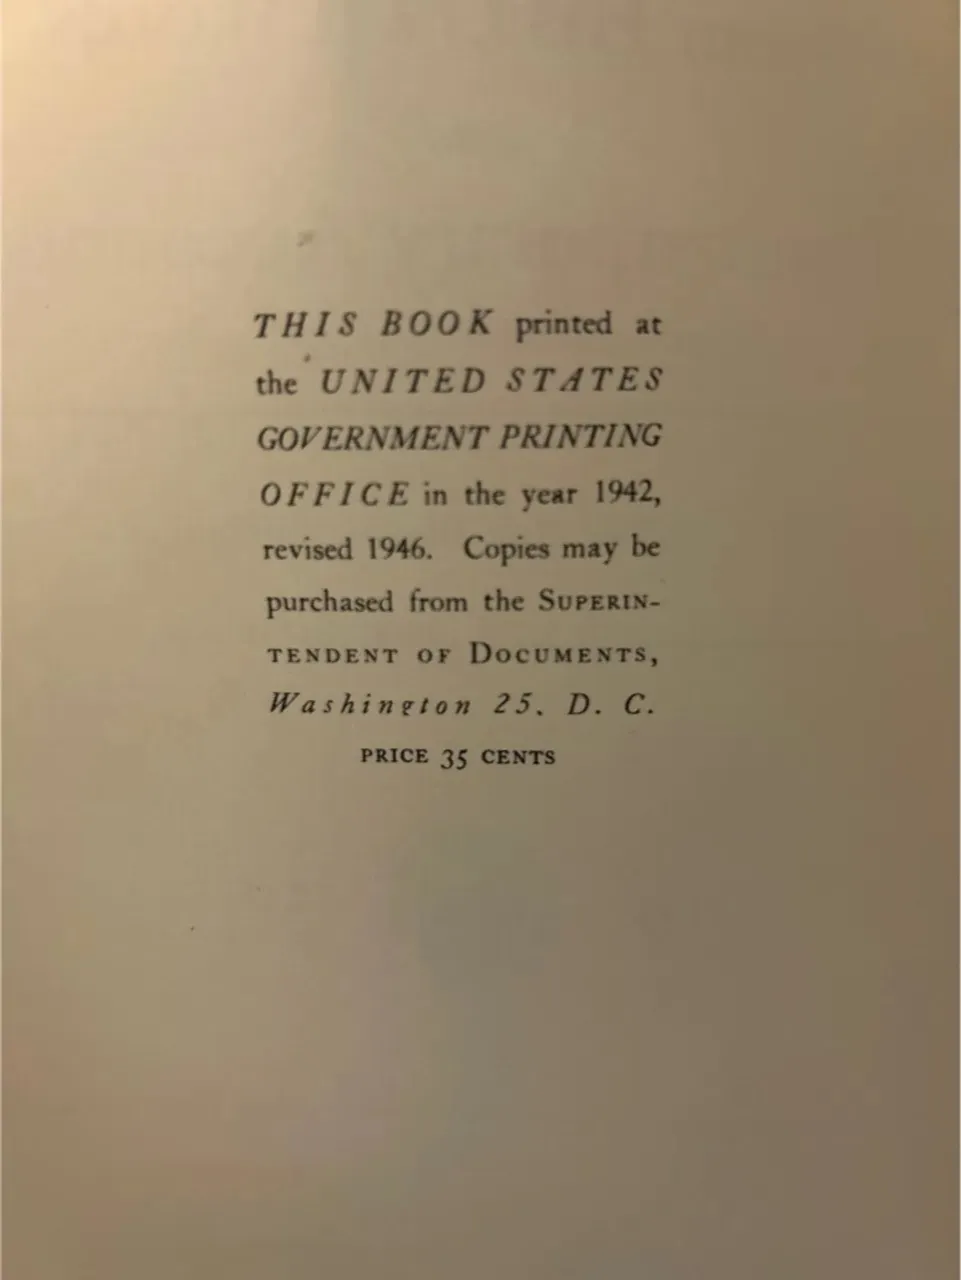 THIS BOOK printed at
the UNITED STATES
GOVERNMENT PRINTING
OFFICE in the year 1942,
revised 1946. Copies may be
purchased from the SUPERIN-
TENDENT OF DOCUMENTS,
Washington 25, D. C.
PRICE 35 CENTS